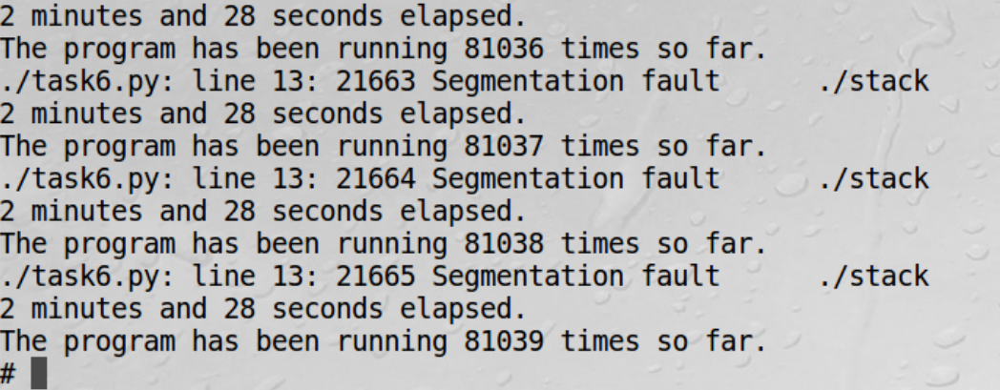 2 minutes and 28 seconds elapsed.
The program has been running 81036 times so far.
./task6.py: line 13: 21663 Segmentation fault      ./stack
2 minutes and 28 seconds elapsed.
The program has been running 81037 times so far.
./task6.py: line 13: 21664 Segmentation fault      ./stack
2 minutes and 28 seconds elapsed.
The program has been running 81038 times so far.
./task6.py: line 13: 21665 Segmentation fault      ./stack
2 minutes and 28 seconds elapsed.
The program has been running 81039 times so far.
#